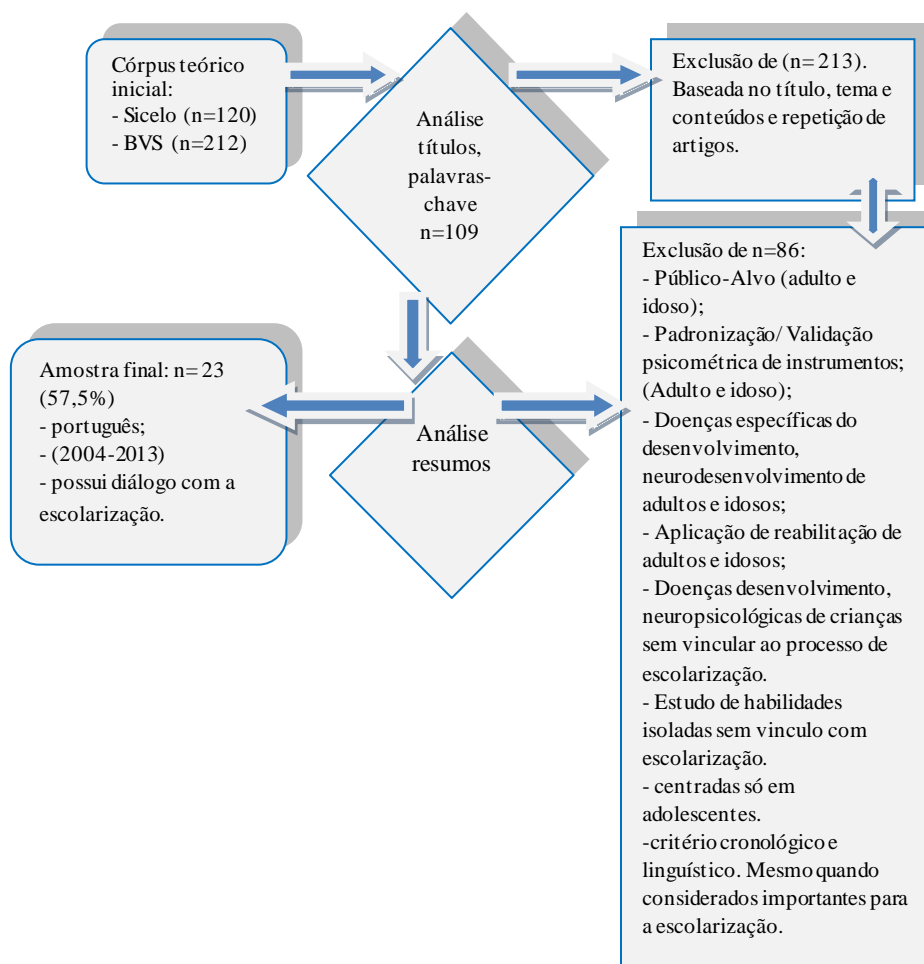 Córpus teórico
inicial:
- Sicelo (n=120)
- BVS (n=212)
Análise
títulos,
palavras-
chave
n=109
Exclusão de (n=213).
Baseada no título, tema e
conteúdos e repetição de
artigos.
Exclusão de n=86:
- Público-Alvo (adulto e
idoso);
- Padronização/ Validação
psicométrica de instrumentos;
(Adulto e idoso);
- Doenças específicas do
desenvolvimento,
neurodesenvolvimento de
adultos e idosos;
- Aplicação de reabilitação de
adultos e idosos;
- Doenças desenvolvimento,
neuropsicológicas de crianças
sem vincular ao processo de
escolarização.
- Estudo de habilidades
isoladas sem vinculo com
escolarização.
- centradas só em
adolescentes.
-critério cronológico e
linguístico. Mesmo quando
considerados importantes para
a escolarização.
Análise
resumos
Amostra final: n= 23
(57,5%)
- português;
- (2004-2013)
- possui diálogo com a
escolarização.